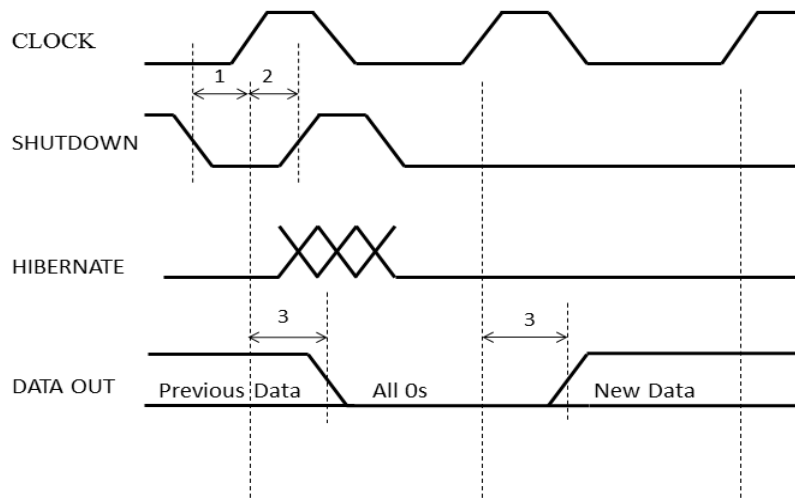 CLOCK
1 2
SHUTDOWN
HIBERNATE
3 3
DATA OUT Previous Data All 0s New Data